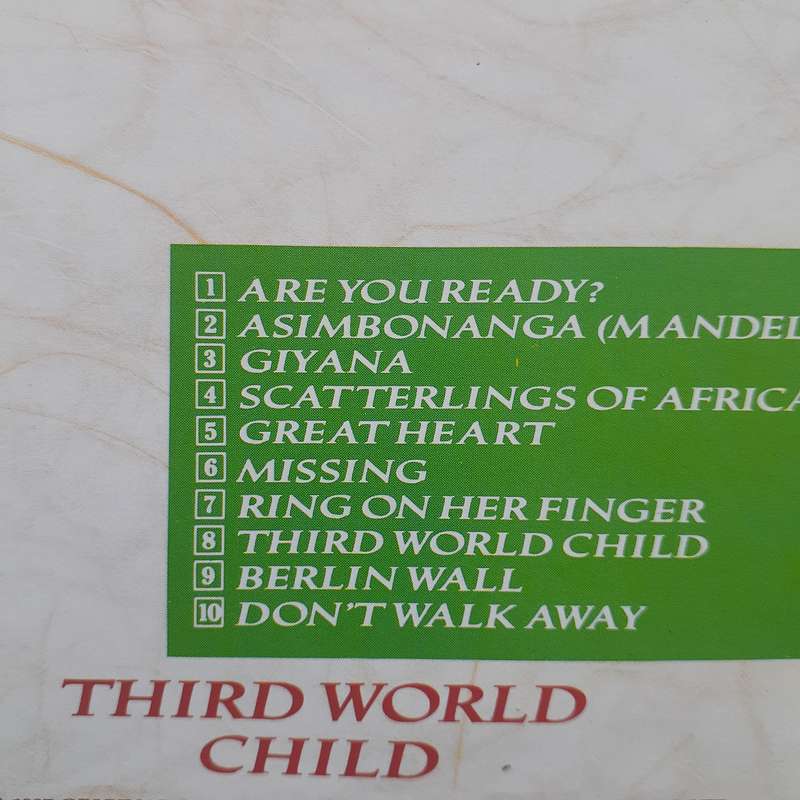 1 ARE YOU READY?
2 ASIMBONANGA (MANDEL
3 GIYANA
4 SCATTERLINGS OF AFRICA
5 GREAT HEART
6 MISSING
7 RING ON HER FINGER
8 THIRD WORLD CHILD
9 BERLIN WALL
10 DON'T WALK AWAY
THIRD WORLD
CHILD